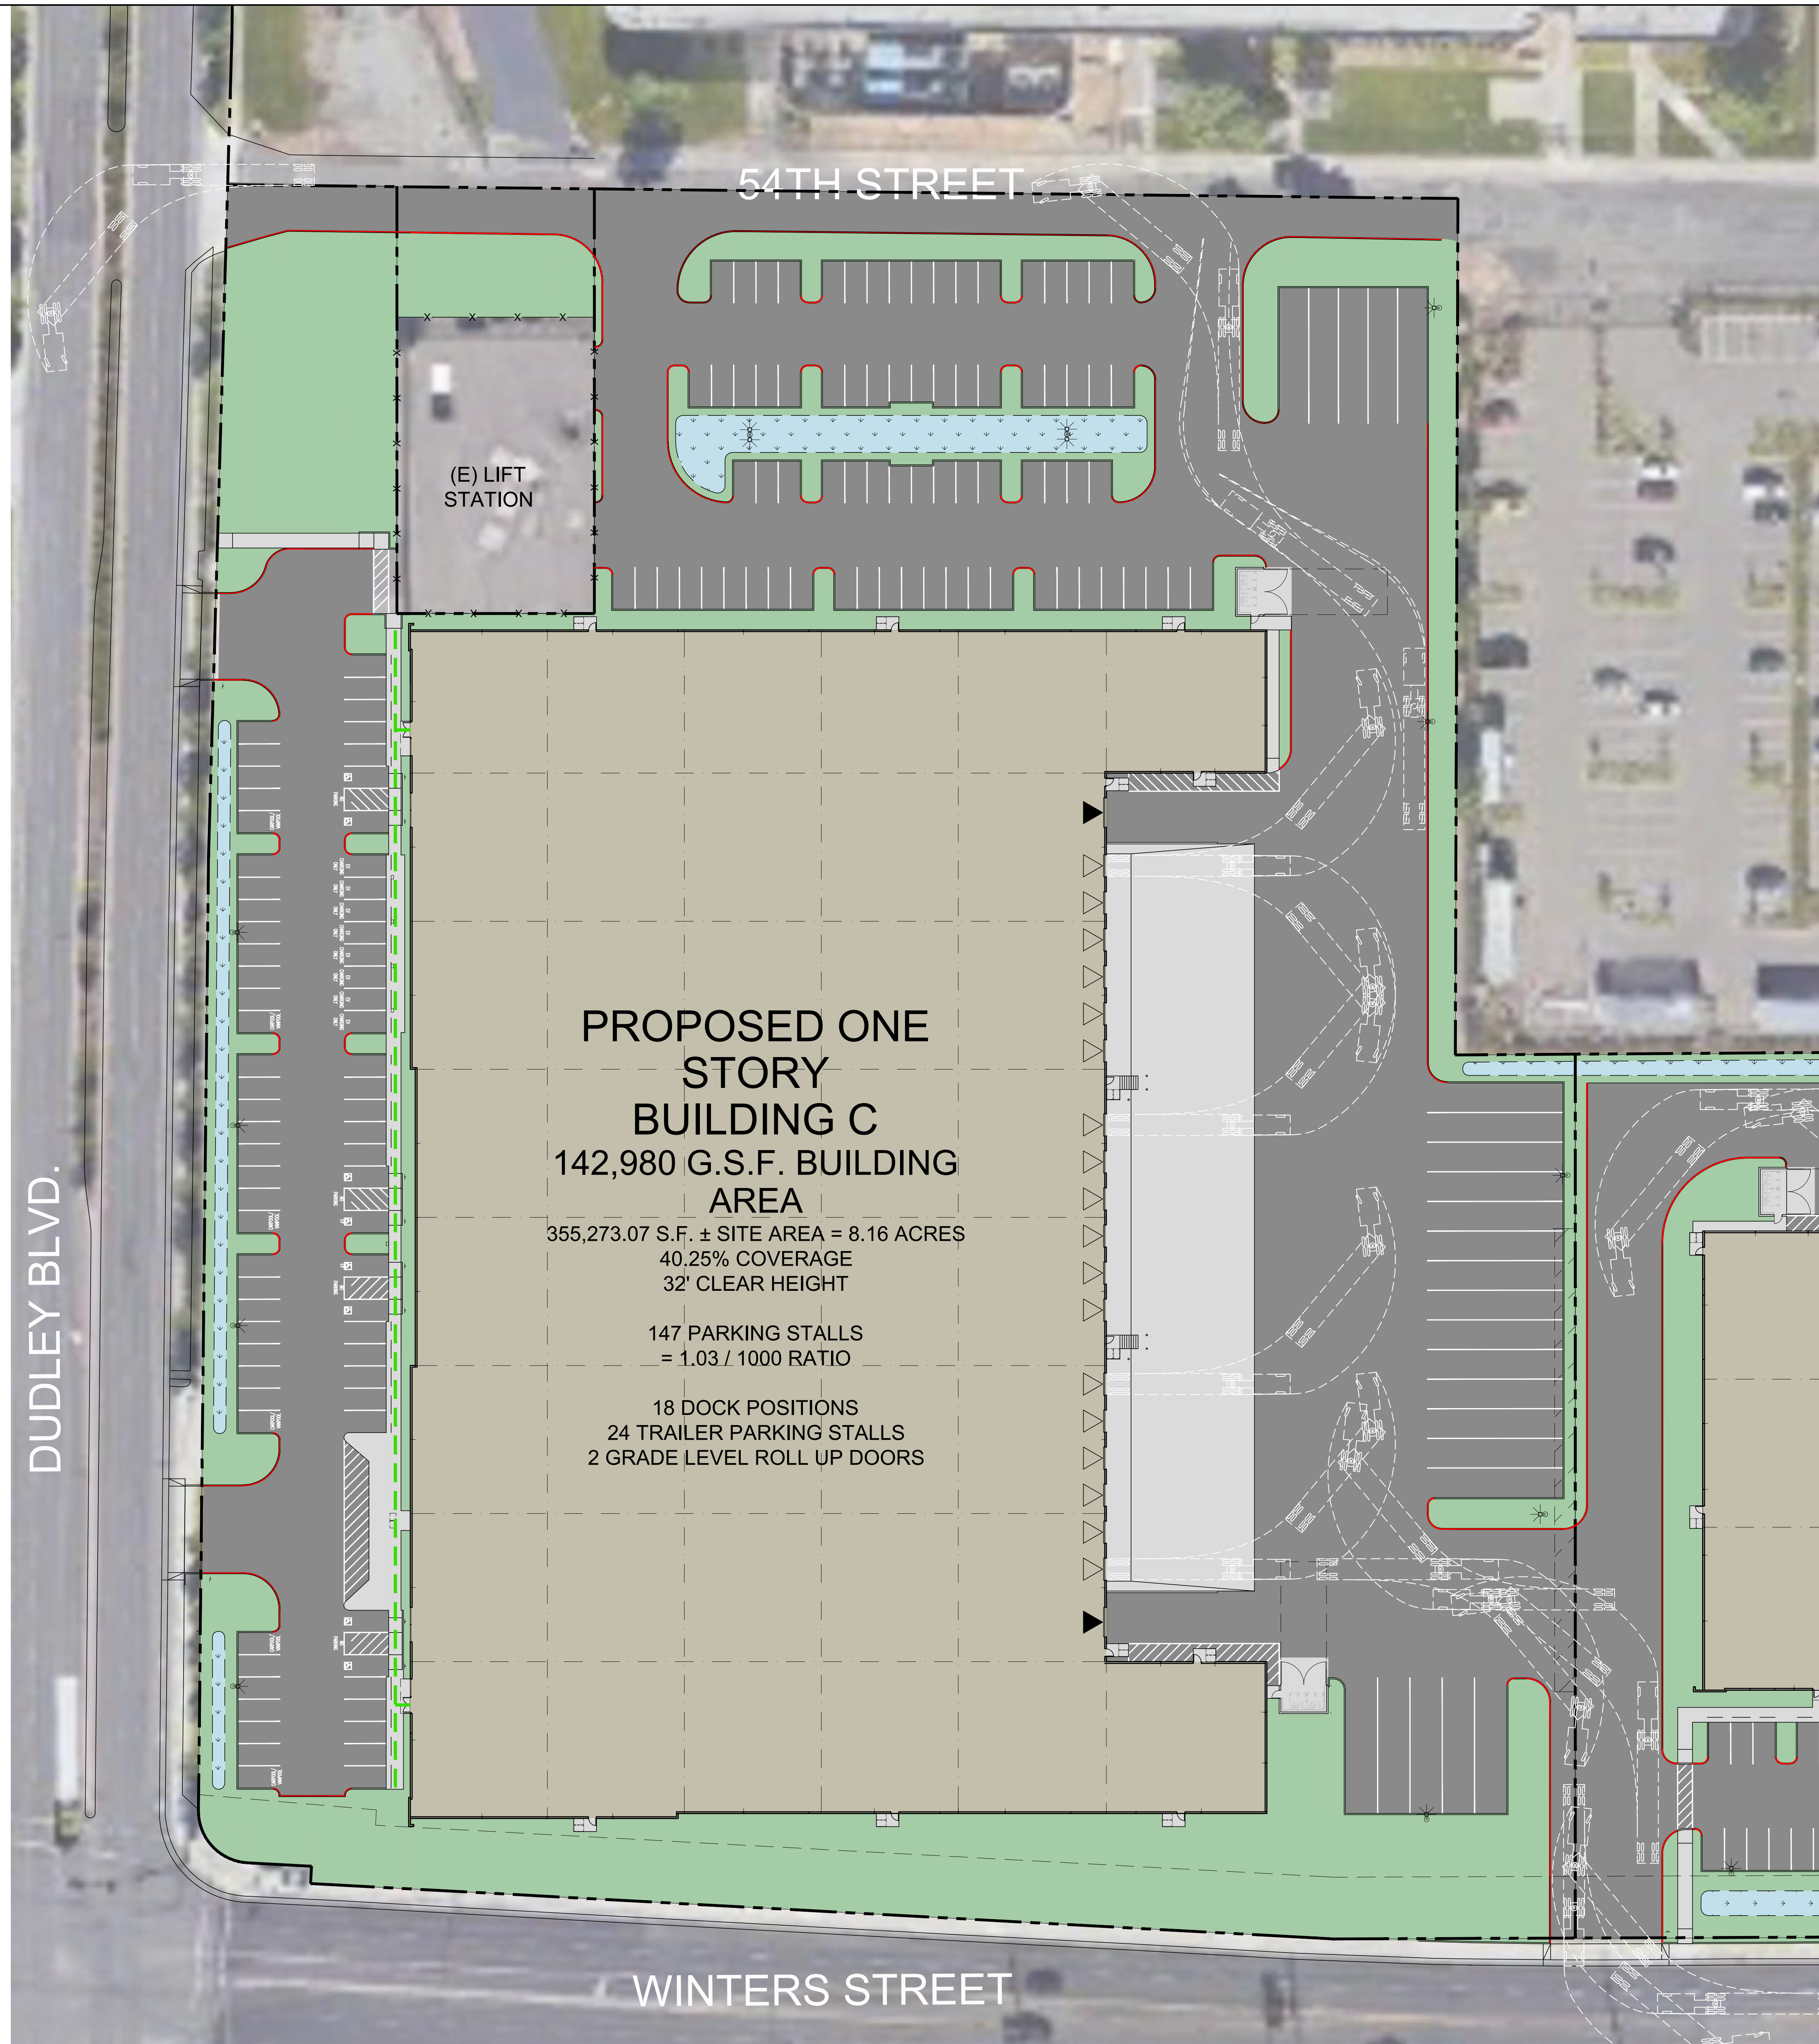 54TH STREET
(E) LIFT
STATION
PROPOSED ONE
STORY
BUILDING C
142,980 G.S.F. BUILDING
AREA
355,273.07 S.F. ± SITE AREA = 8.16 ACRES
40.25% COVERAGE
32' CLEAR HEIGHT
147 PARKING STALLS
= 1.03 / 1000 RATIO
18 DOCK POSITIONS
24 TRAILER PARKING STALLS
2 GRADE LEVEL ROLL UP DOORS
DUDLEY BLVD.
WINTERS STREET